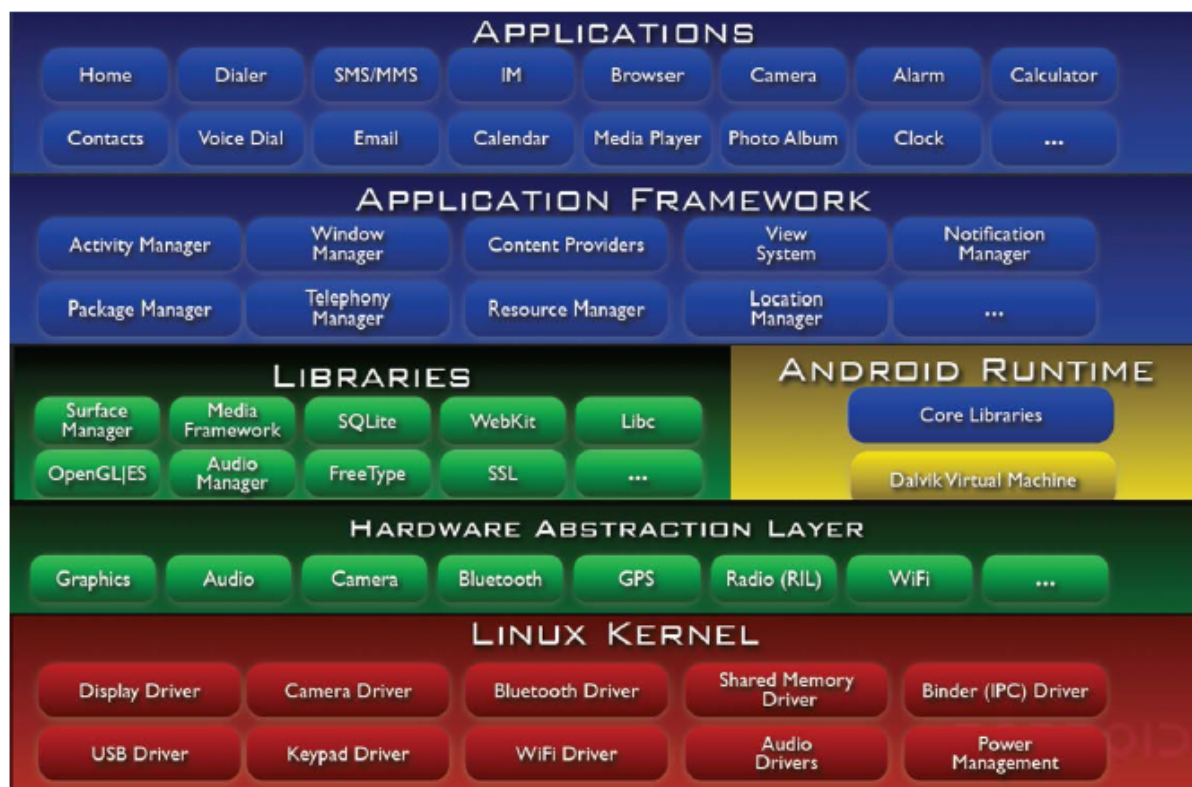 APPLICATIONS
Home Dialer SMS/MMS IM Browser Camera Alarm Calculator
Contacts Voice Dial Email Calendar Media Player Photo Album Clock ...
APPLICATION FRAMEWORK
Activity Manager
Window
Manager
Content Providers
View
System
Notification
Manager
Package Manager
Telephony
Manager
Resource Manager
Location
Manager
...
LIBRARIES
Surface
Manager
Media
Framework
SQLite
WebKit
Libc
OpenGL|ES
Audio
Manager
FreeType
SSL
...
ANDROID RUNTIME
Core Libraries
Dalvik Virtual Machine
HARDWARE ABSTRACTION LAYER
Graphics Audio Camera Bluetooth GPS Radio (RIL) WiFi ...
LINUX KERNEL
Display Driver
Camera Driver
Bluetooth Driver
Shared Memory
Driver
Binder (IPC) Driver
USB Driver
Keypad Driver
WiFi Driver
Audio
Drivers
Power
Management